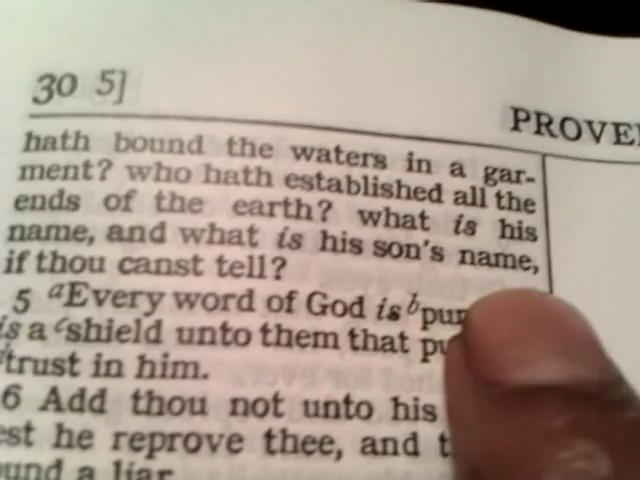 30 5]
PROVE
hath bound the waters in a gar-
ment? who hath established all the
ends of the earth? what is his
name, and what is his son's name,
if thou canst tell?
5 aEvery word of God is b pur
is a cshield unto them that pu
trust in him.
6 Add thou not unto his
est he reprove thee, and t
ound a liar